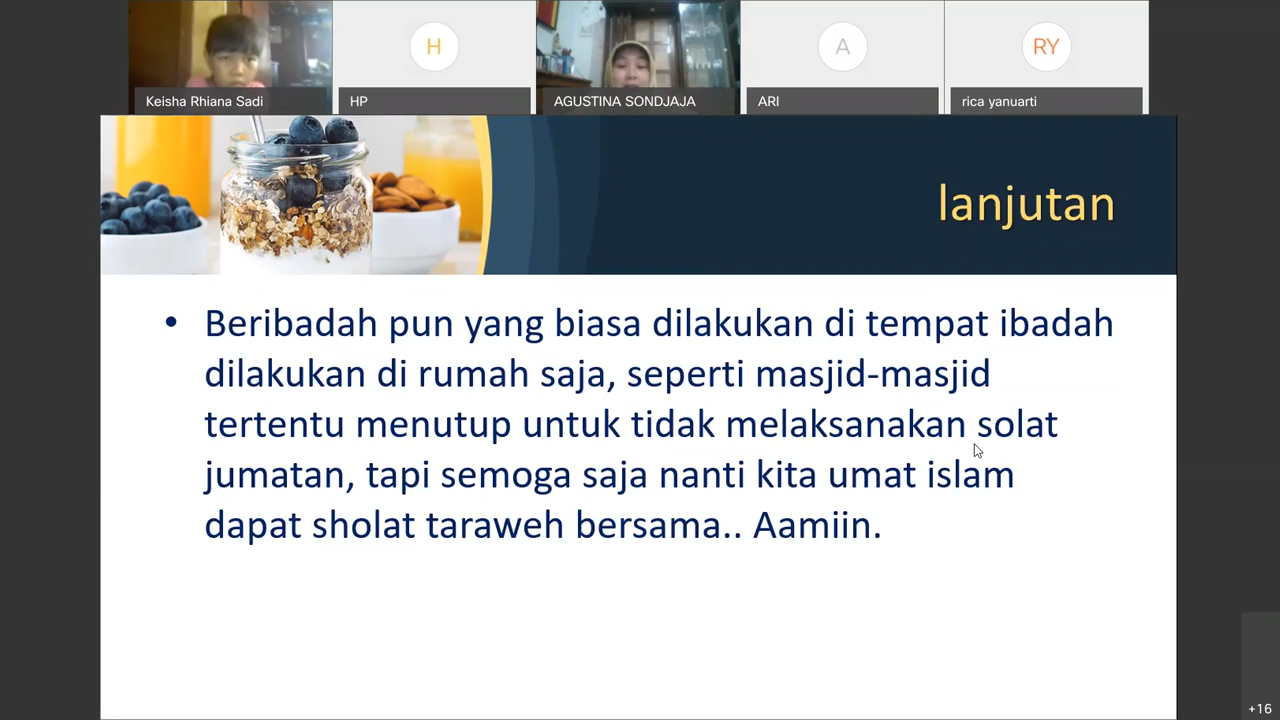 H
A
RY
Keisha Rhiana Sadi
HP
AGUSTINA SONDJAJA
ARI
rica yanuarti
lanjutan
• Beribadah pun yang biasa dilakukan di tempat ibadah
dilakukan di rumah saja, seperti masjid-masjid
tertentu menutup untuk tidak melaksanakan solat
jumatan, tapi semoga saja nanti kita umat islam
dapat sholat taraweh bersama.. Aamiin.
+16